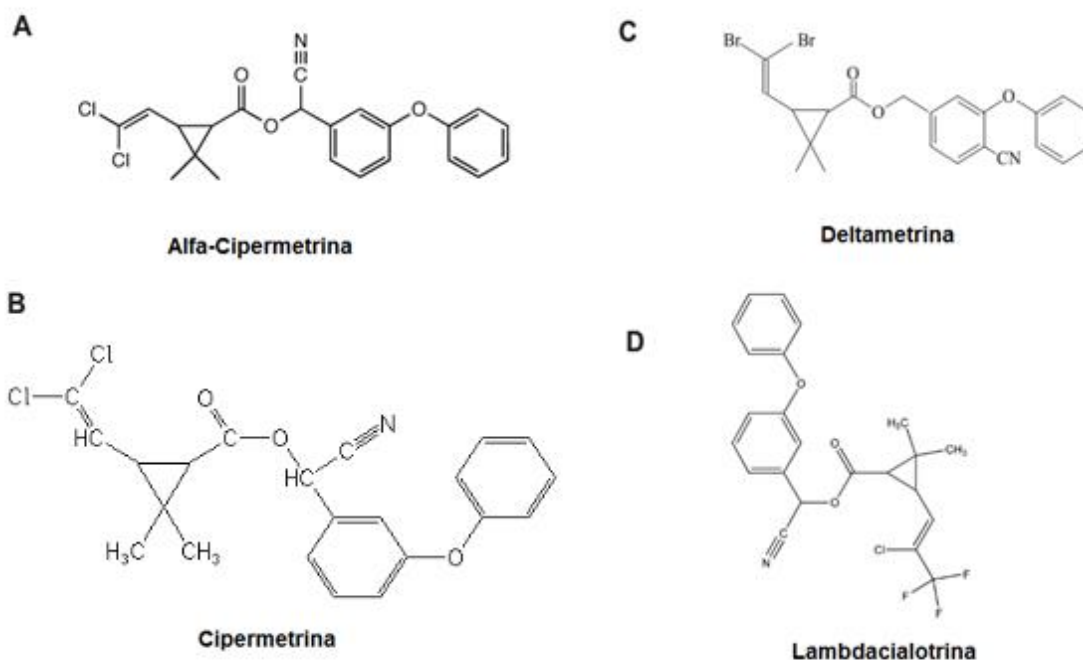 A
N
C
O
O
O
Cl
Cl
Alfa-Cipermetrina
C
Br
Br
O
O
O
CN
Deltametrina
B
Cl
Cl
C
HC
O
C
O
HC
C
N
H₃C
CH₃
O
Cipermetrina
D
O
H₃C
CH₃
O
O
C
N
Cl
F
F
F
Lambdacialotrina